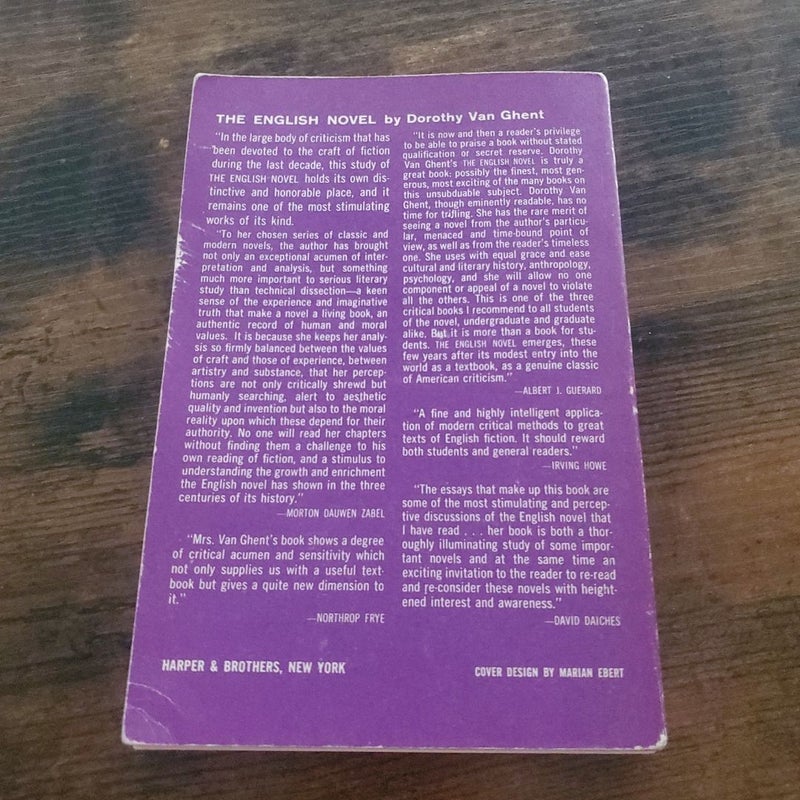 THE ENGLISH NOVEL by Dorothy Van Ghent
"In the large body of criticism that has
been devoted to the craft of fiction
during the last decade, this study of
THE ENGLISH NOVEL holds its own dis-
tinctive and honorable place, and it
remains one of the most stimulating
works of its kind.
"To her chosen series of classic and
modern novels, the author has brought
not only an exceptional acumen of inter-
pretation and analysis, but something
much more important to serious literary
study than technical dissection—a keen
sense of the experience and imaginative
truth that make a novel a living book, an
authentic record of human and moral
values. It is because she keeps her analy-
sis so firmly balanced between the values
of craft and those of experience, between
artistry and substance, that her percep-
tions are not only critically shrewd but
humanly searching, alert to aesthetic
quality and invention but also to the moral
reality upon which these depend for their
authority. No one will read her chapters
without finding them a challenge to his
own reading of fiction, and a stimulus to
understanding the growth and enrichment
the English novel has shown in the three
centuries of its history."
—MORTON DAUWEN ZABEL
"Mrs. Van Ghent's book shows a degree
of critical acumen and sensitivity which
not only supplies us with a useful text-
book but gives a quite new dimension to
it."
—NORTHROP FRYE
"It is now and then a reader's privilege
to be able to praise a book without stated
qualification or secret reserve. Dorothy
Van Ghent's THE ENGLISH NOVEL is truly a
great book; possibly the finest, most gen-
erous, most exciting of the many books on
this unsubduable subject. Dorothy Van
Ghent, though eminently readable, has no
time for trifling. She has the rare merit of
seeing a novel from the author's particu-
lar, menaced and time-bound point of
view, as well as from the reader's timeless
one. She uses with equal grace and ease
cultural and literary history, anthropology,
psychology, and she will allow no one
component or appeal of a novel to violate
all the others. This is one of the three
critical books I recommend to all students
of the novel, undergraduate and graduate
alike. But it is more than a book for stu-
dents. THE ENGLISH NOVEL emerges, these
few years after its modest entry into the
world as a textbook, as a genuine classic
of American criticism."
—ALBERT J. GUERARD
"A fine and highly intelligent applica-
tion of modern critical methods to great
texts of English fiction. It should reward
both students and general readers."
—IRVING HOWE
"The essays that make up this book are
some of the most stimulating and percep-
tive discussions of the English novel that
I have read . . . her book is both a thor-
oughly illuminating study of some impor-
tant novels and at the same time an
exciting invitation to the reader to re-read
and re-consider these novels with height-
ened interest and awareness."
—DAVID DAICHES
HARPER & BROTHERS, NEW YORK
COVER DESIGN BY MARIAN EBERT